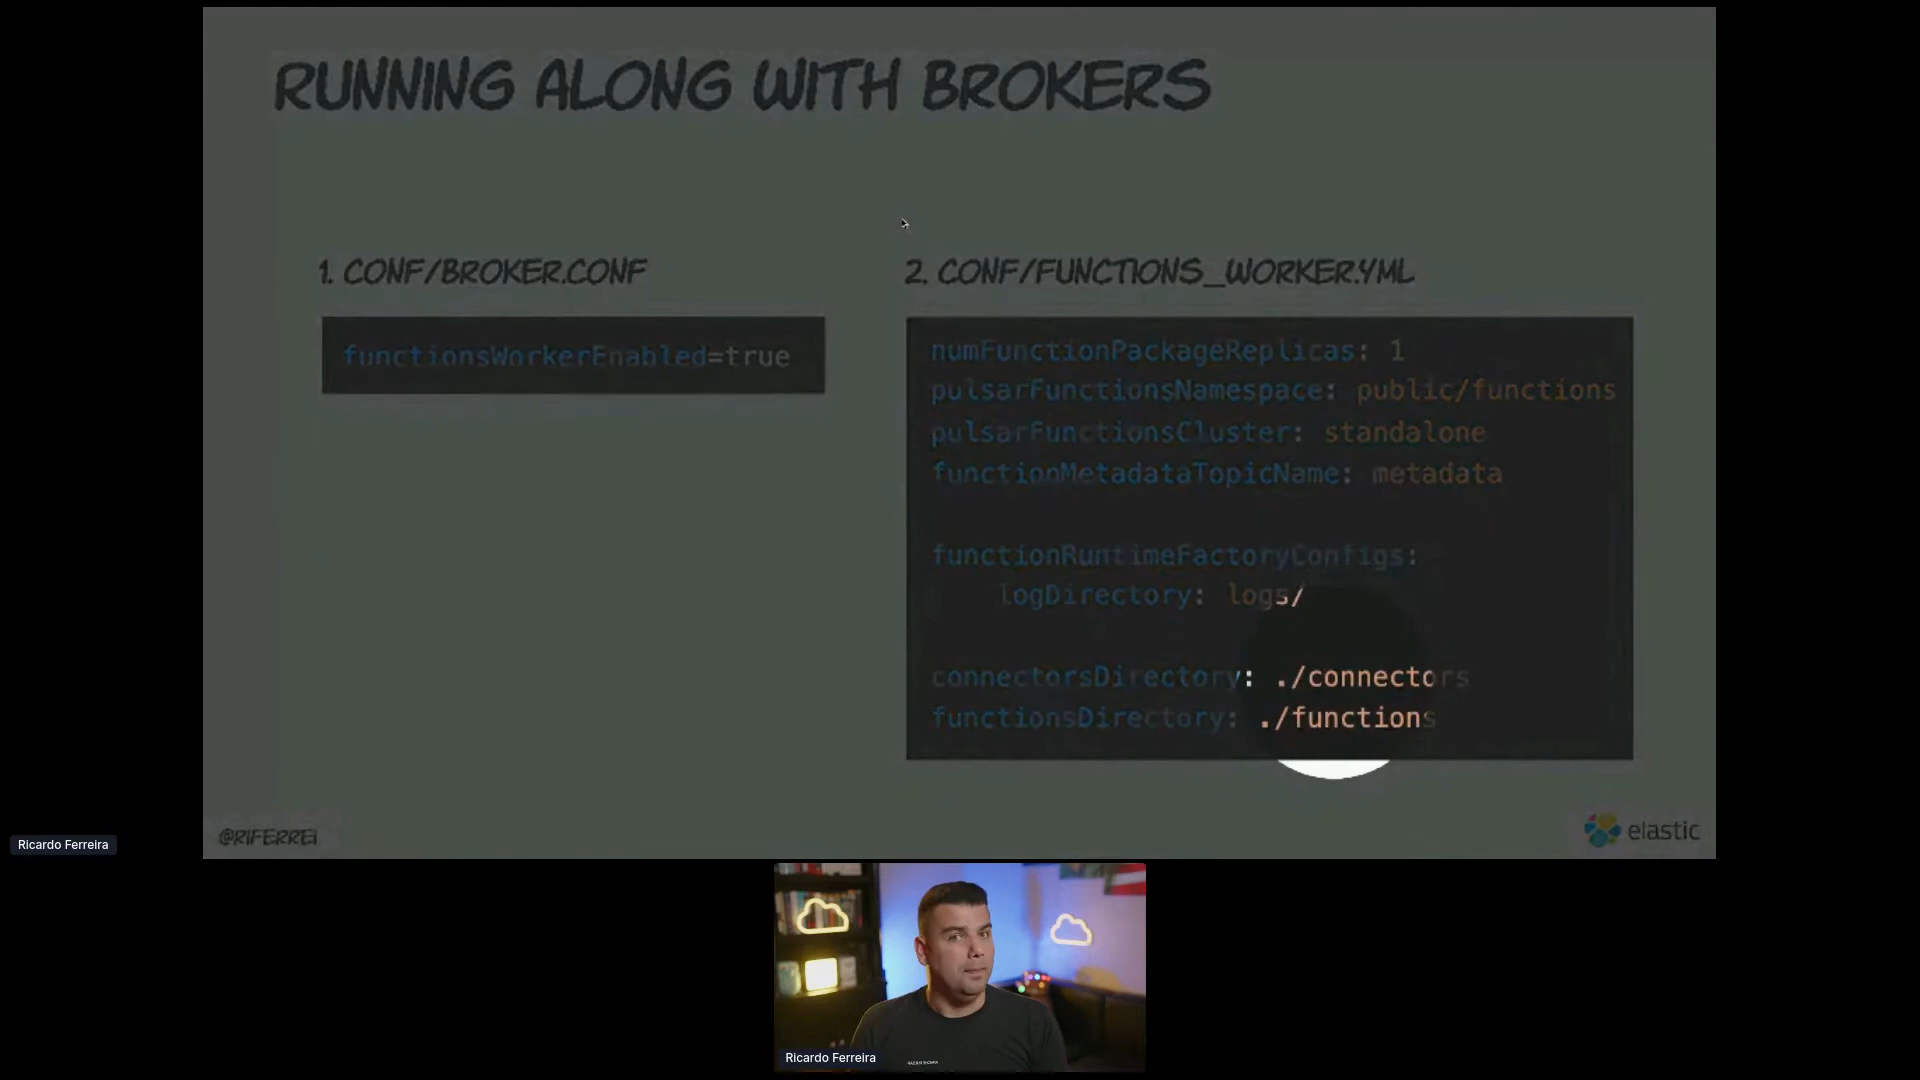 RUNNING ALONG WITH BROKERS
1. CONF/BROKER.CONF
functionsWorkerEnabled=true
2. CONF/FUNCTIONS_WORKER.YML
numFunctionPackageReplicas: 1
pulsarFunctionsNamespace: public/functions
pulsarFunctionsCluster: standalone
functionMetadataTopicName: metadata
functionRuntimeFactoryConfigs:
logDirectory: logs/
connectorsDirectory: ./connectors
functionsDirectory: ./functions
@RIFERREI
elastic
Ricardo Ferreira
Ricardo Ferreira